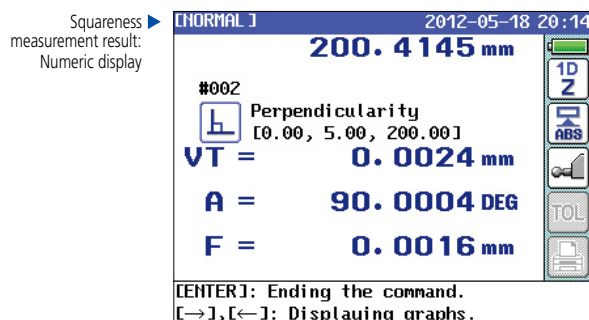 Squareness ▶
measurement result:
Numeric display
[NORMAL] 2012-05-18 20:14
200.4145 mm
1D
Z
#002
Perpendicularity
[0.00, 5.00, 200.00]
ABS
VT = 0.0024 mm
A = 90.0004 DEG
TOL
F = 0.0016 mm
[ENTER]: Ending the command.
[→],[←]: Displaying graphs.